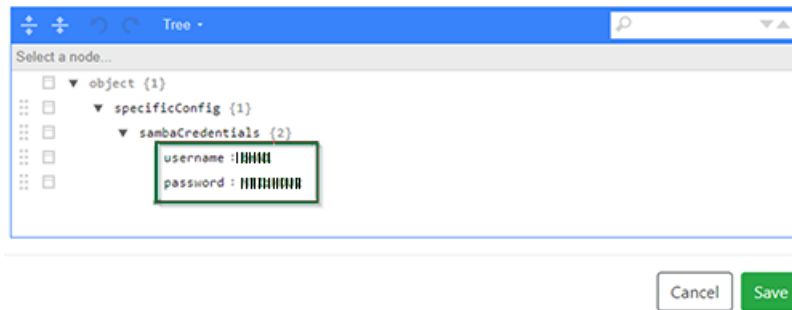 Tree
Select a node...
object {1}
specificConfig {1}
sambaCredentials {2}
username :
password :
Cancel
Save